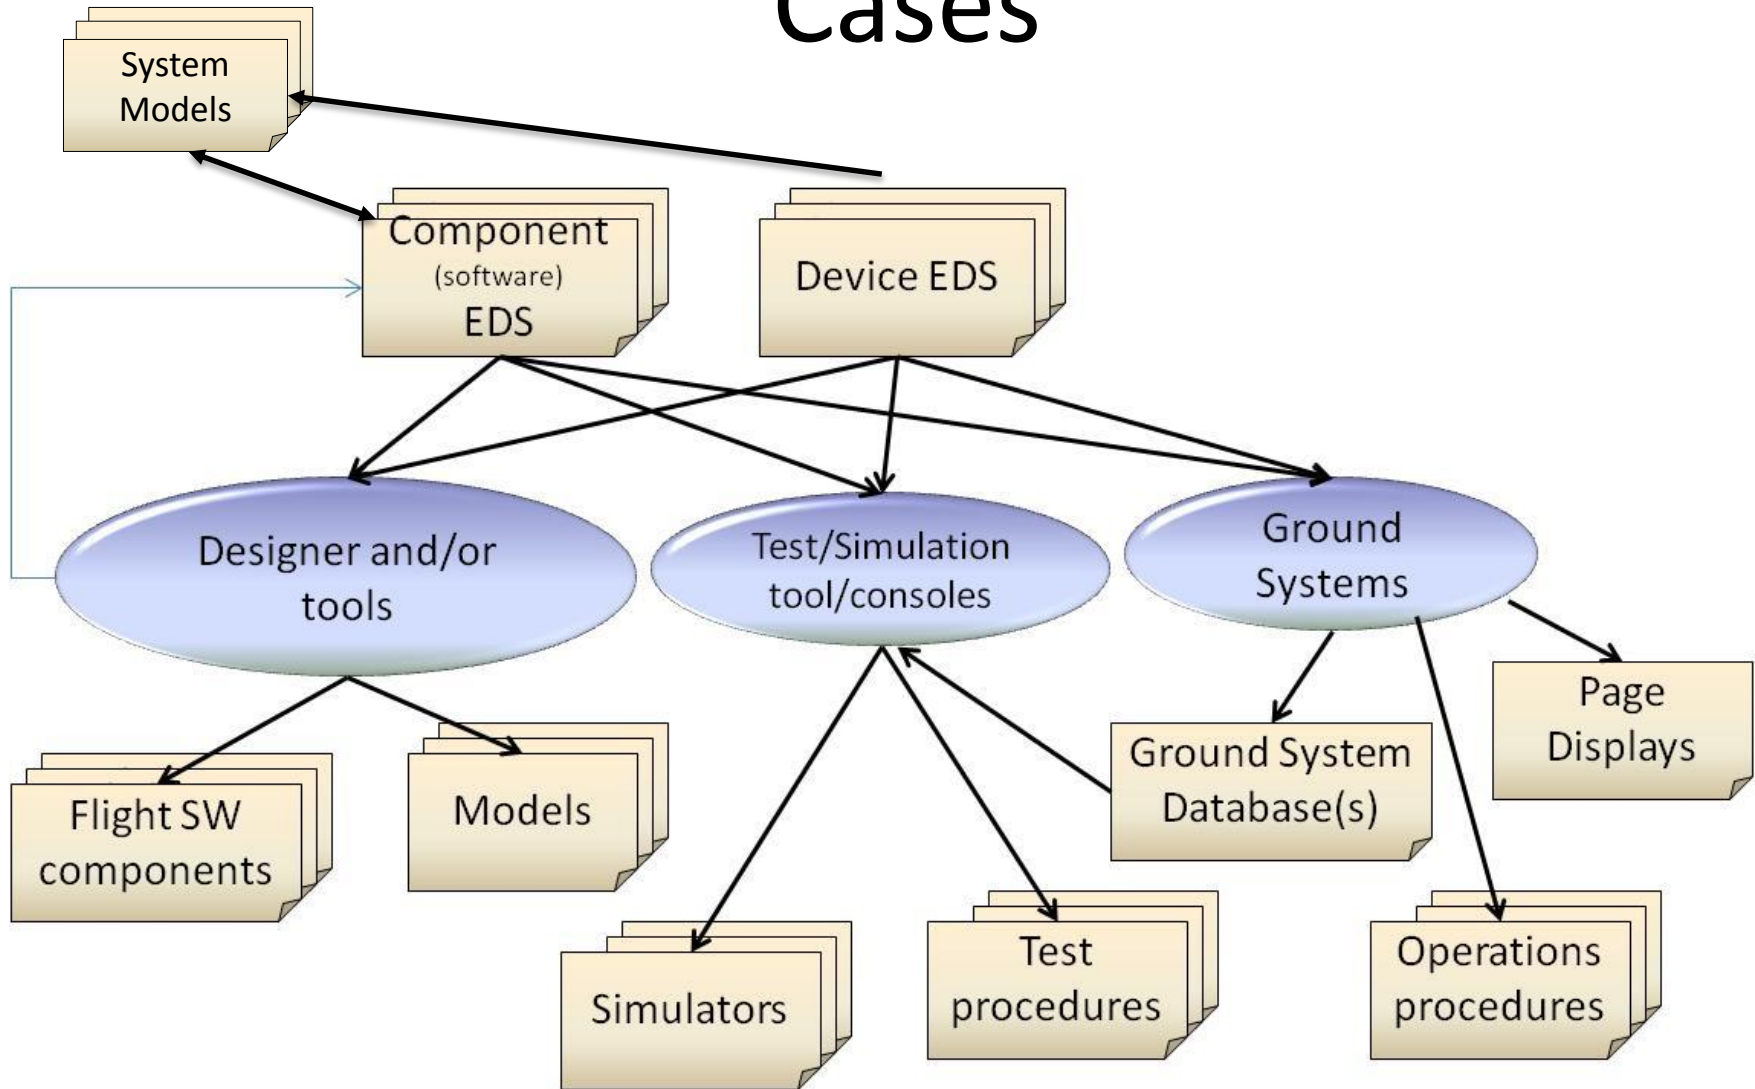 Cases
System
Models
Component
(software)
EDS
Device EDS
Designer and/or
tools
Test/Simulation
tool/consoles
Ground
Systems
Page
Displays
Ground System
Database(s)
Flight SW
components
Models
Simulators
Test
procedures
Operations
procedures